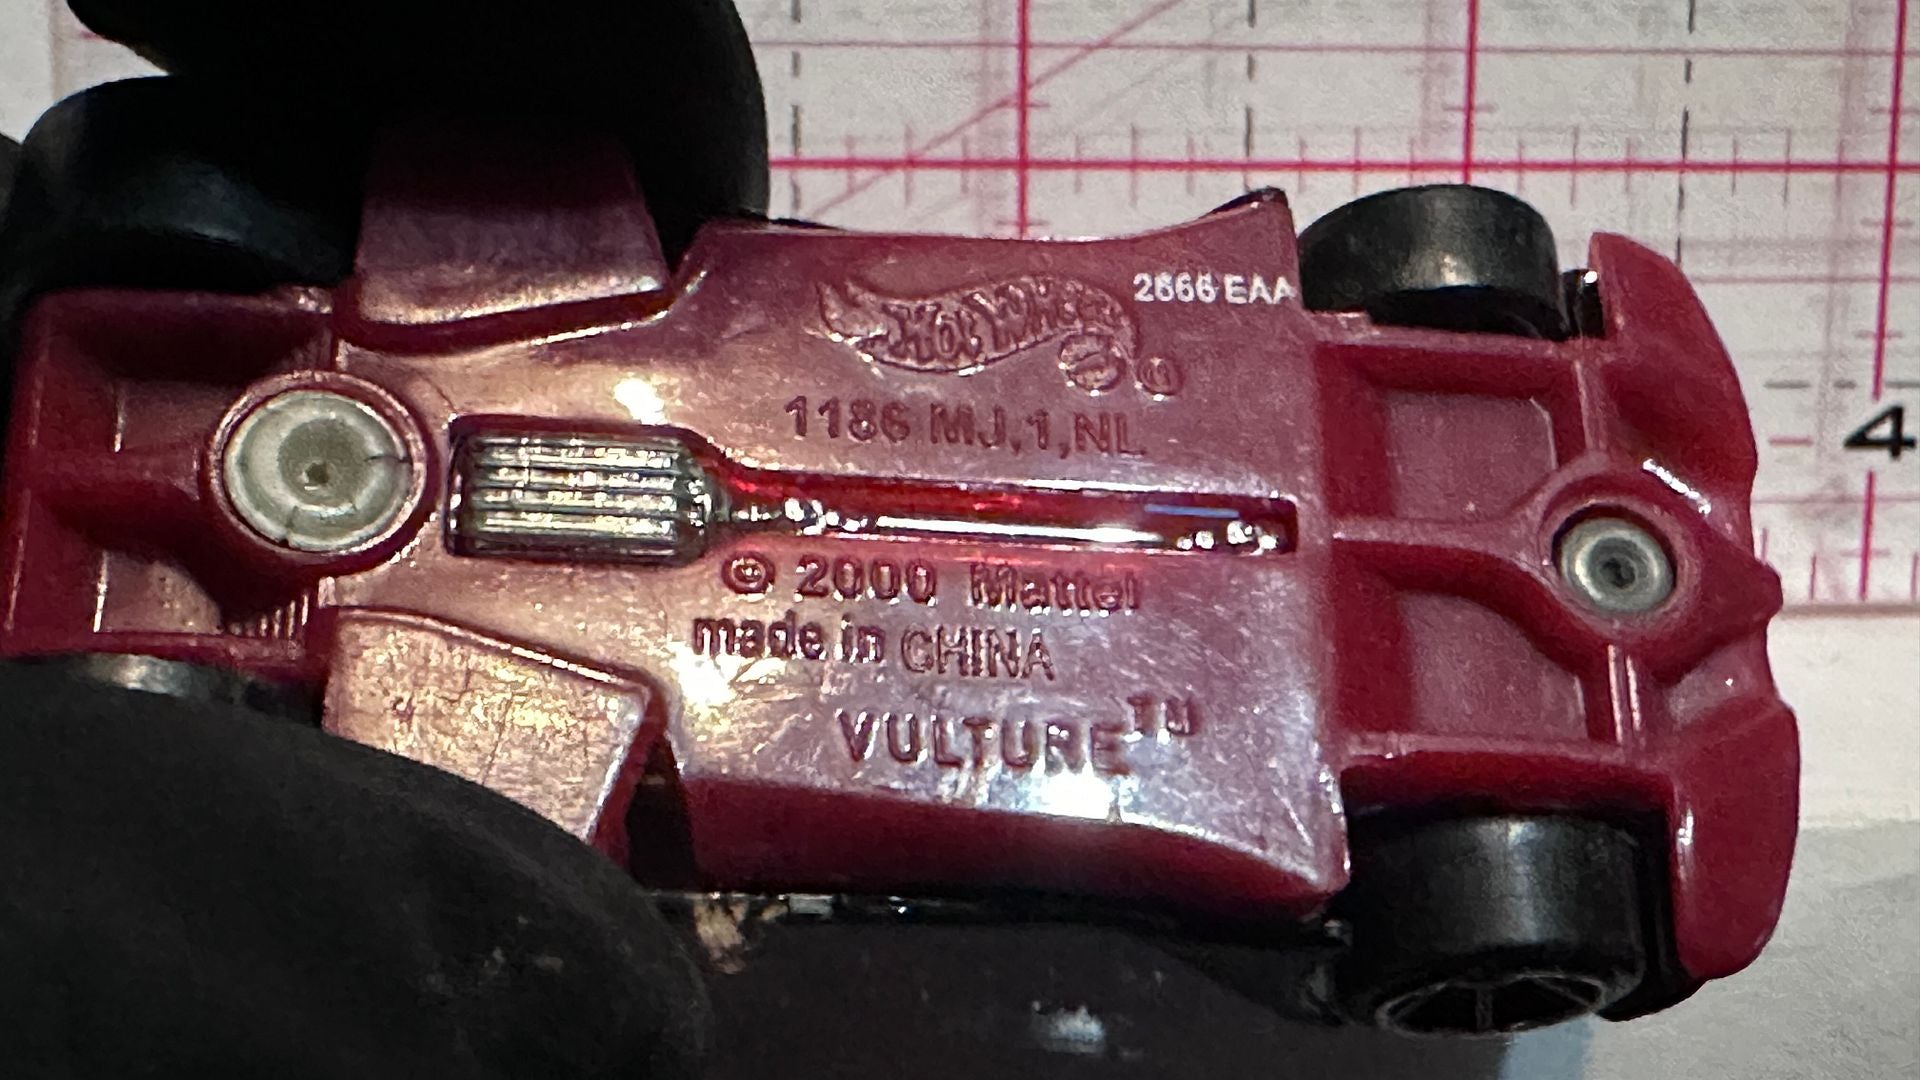 Hot Wheels ®
2666 EAA
1186 MJ,1,NL
© 2000 Mattel
made in CHINA
VULTURE™
4